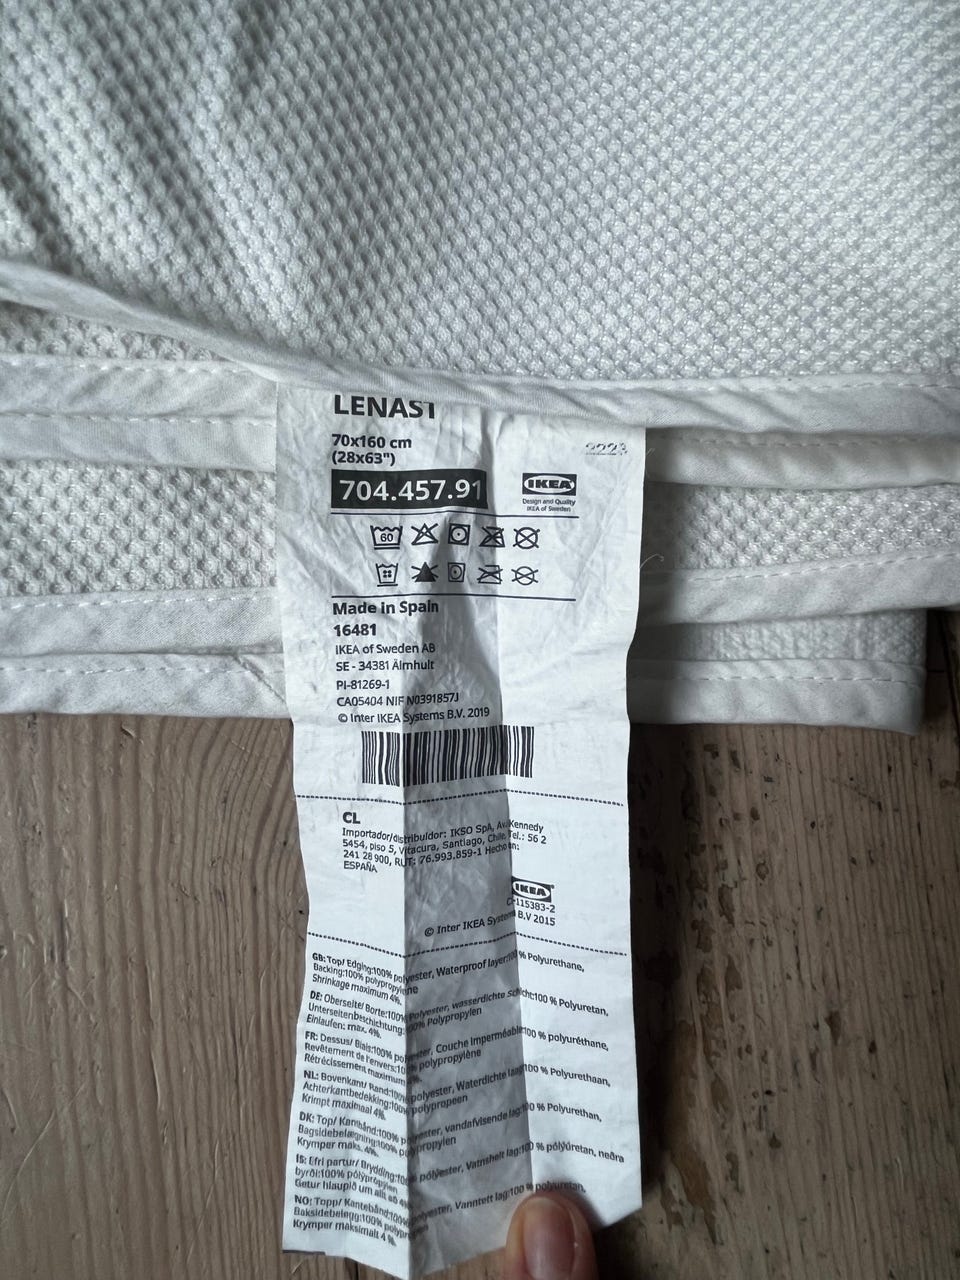 LENAST
70x160 cm
(28x63")
2223
704.457.91
IKEA
Design and Quality
IKEA of Sweden
60
Made in Spain
16481
IKEA of Sweden AB
SE - 34381 Älmhult
PI-81269-1
CA05404 NIF N0391857J
© Inter IKEA Systems B.V. 2019
CL
Importador/distribuidor: IKSO SpA, Av.Kennedy
5454, piso 5, Vitacura, Santiago, Chile, Tel.: 56 2
241 28 900, RUT: 76.993.859-1 Hecho en:
ESPAÑA
IKEA
CI-115383-2
© Inter IKEA Systems B.V 2015
GB: Top/ Edging:100% polyester, Waterproof layer:100 % Polyurethane,
Backing:100% polypropylene
Shrinkage maximum 4%.
DE: Oberseite/ Borte:100% Polyester, wasserdichte Schicht:100 % Polyuretan,
Unterseitenbeschichtung:100% Polypropylen
Einlaufen: max. 4%.
FR: Dessus/ Biais:100% polyester, Couche Imperméable:100 % polyuréthane,
Revêtement de l'envers:100% polypropylène
Rétrécissement maximum 4%.
NL: Bovenkant/ Rand:100% polyester, Waterdichte laag:100 % Polyurethaan,
Achterkantbedekking:100% polypropeen
Krimpt maximaal 4%.
DK: Top/ Kantbånd:100% polyester, vandafvisende lag:100 % Polyurethan,
Bagsidebelægning:100% polypropylen
Krymper maks. 4%.
IS: Efri partur/ Brydding:100% pólýester, Vatnshelt lag:100 % pólýúretan, neðra
byrði:100% pólýprópýlen
Getur hlaupið um allt að 4%
NO: Topp/ Kantebånd:100% polyester, Vanntett lag:100 % polyuretan,
Baksidebelegg:100% polypropylen
Krymper maksimalt 4 %.